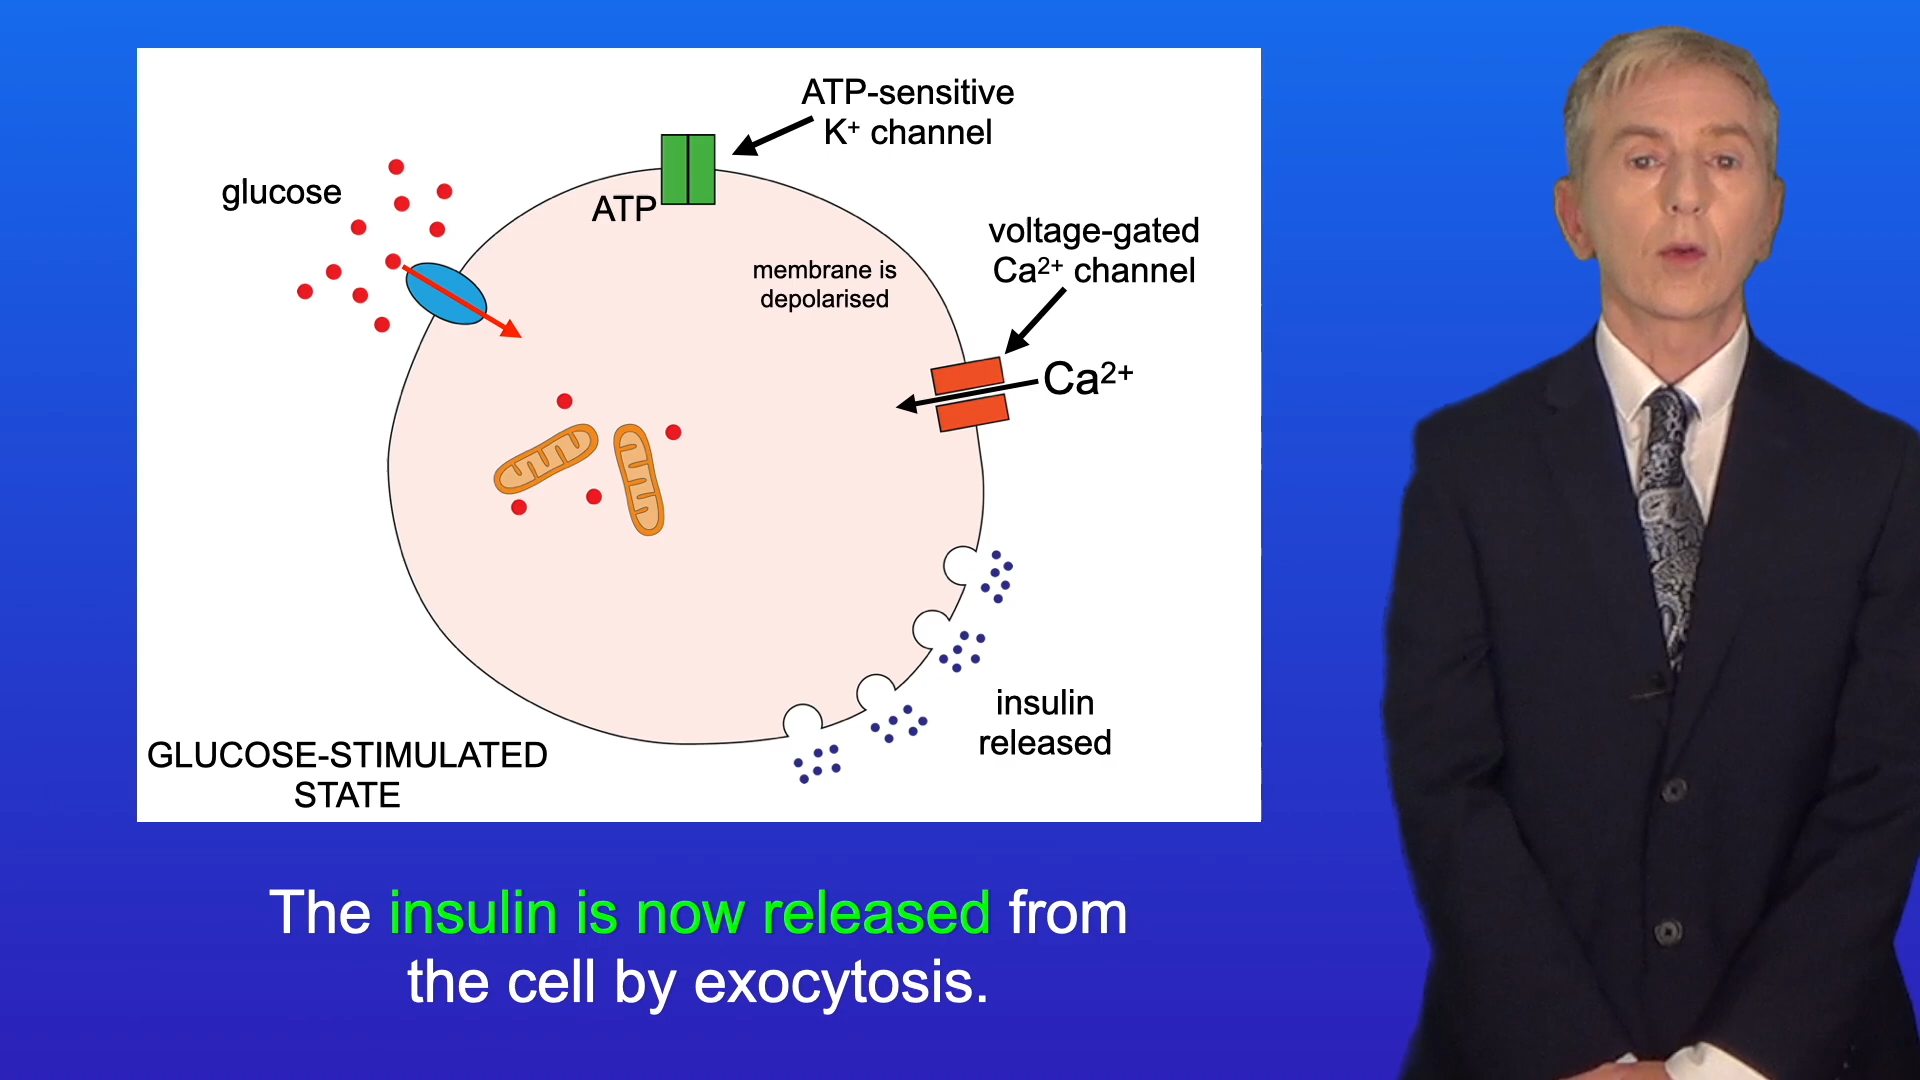 ATP-sensitive
K⁺ channel
glucose
ATP
voltage-gated
Ca²⁺ channel
membrane is
depolarised
Ca²⁺
insulin
released
GLUCOSE-STIMULATED
STATE
The insulin is now released from
the cell by exocytosis.